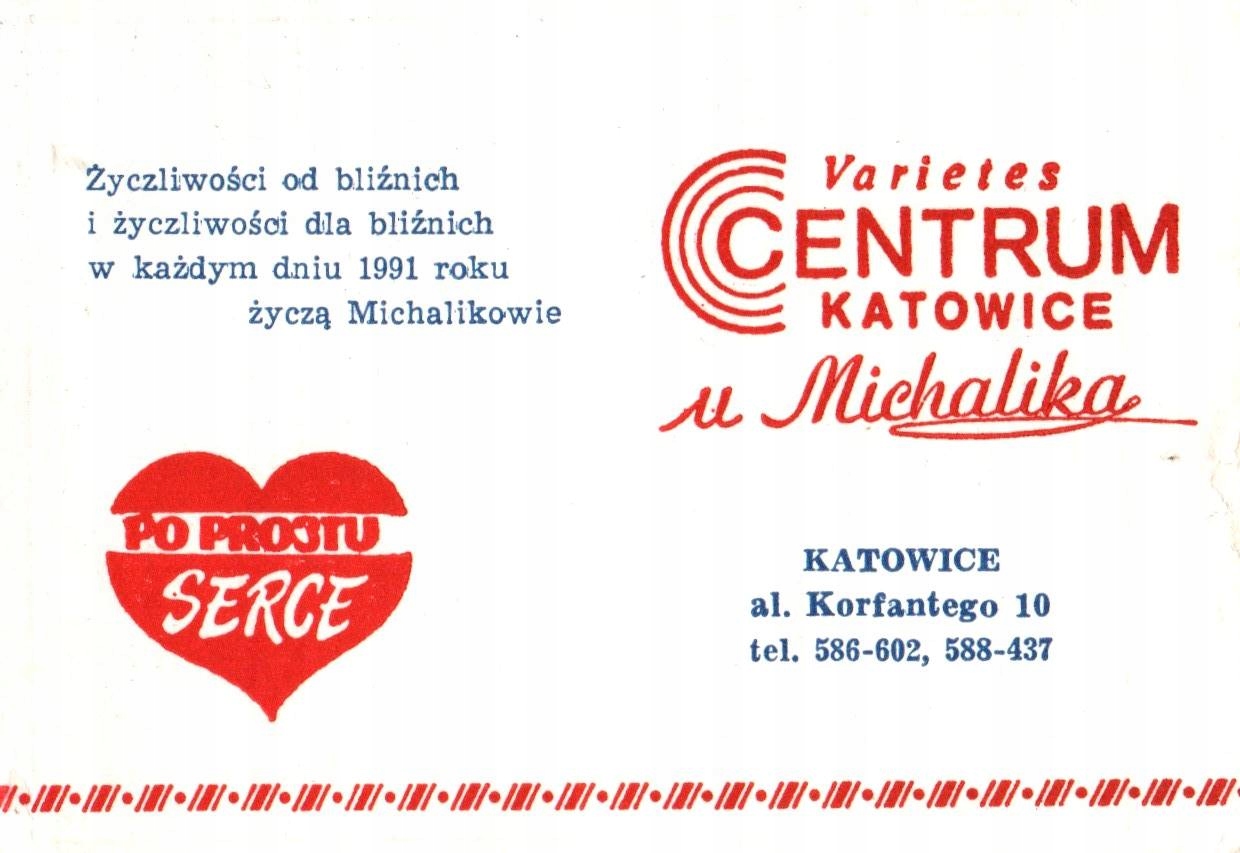 Życzliwości od bliźnich
i życzliwości dla bliźnich
w każdym dniu 1991 roku
życzą Michalikowie
PO PROSTU
SERCE
Varietes
CENTRUM
KATOWICE
u Michalika
KATOWICE
al. Korfantego 10
tel. 586-602, 588-437